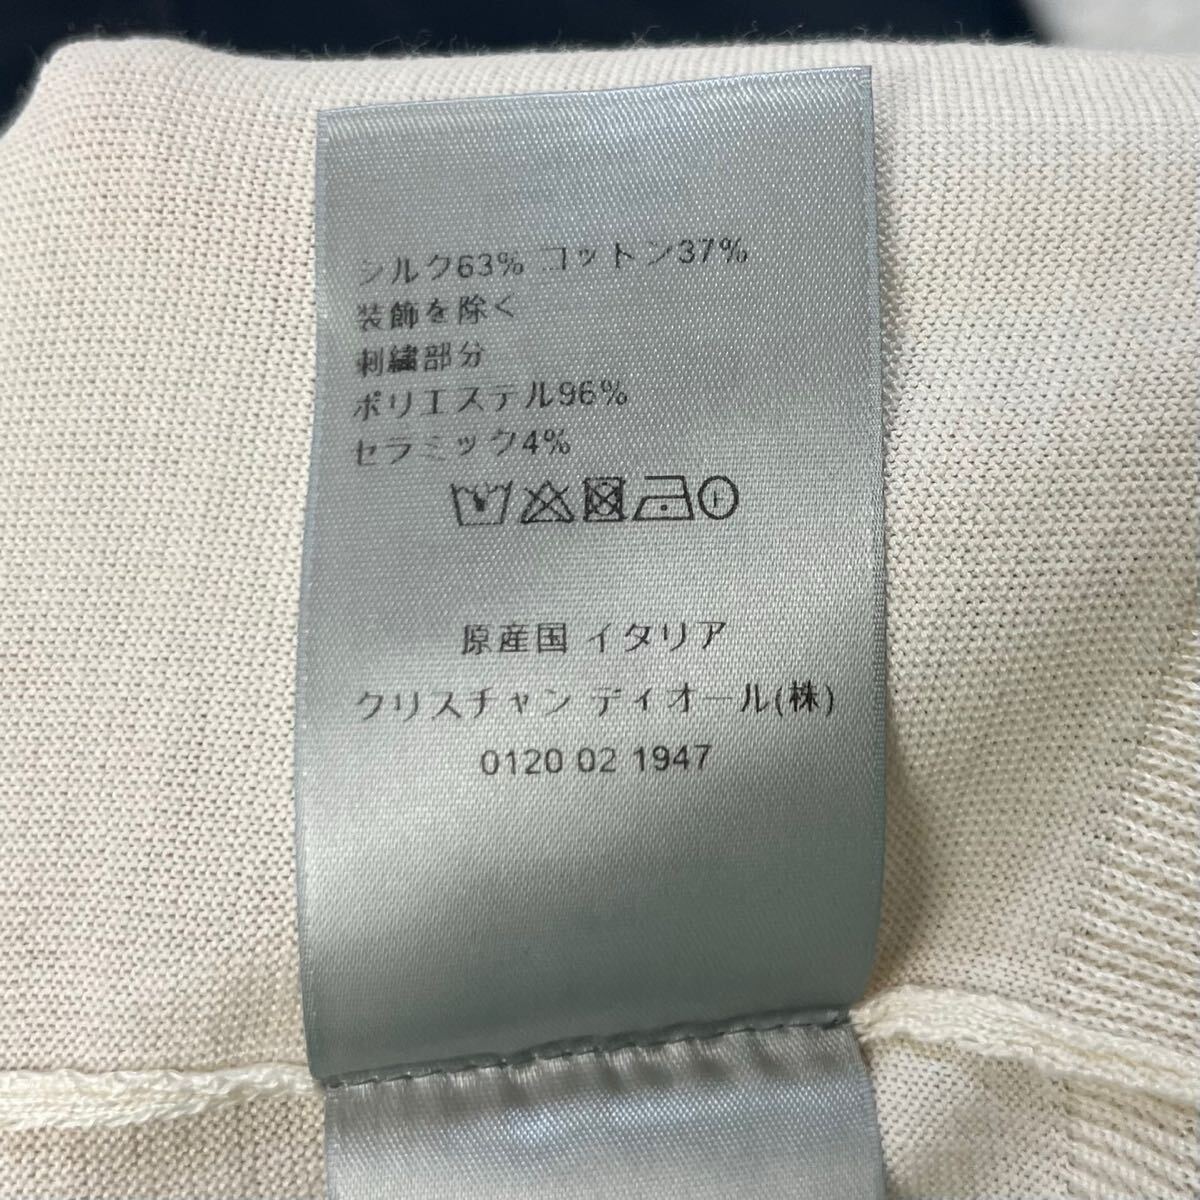 シルク63% コットン37%
装飾を除く
刺繍部分
ポリエステル96%
セラミック4%
原産国 イタリア
クリスチャン ディオール(株)
0120 02 1947